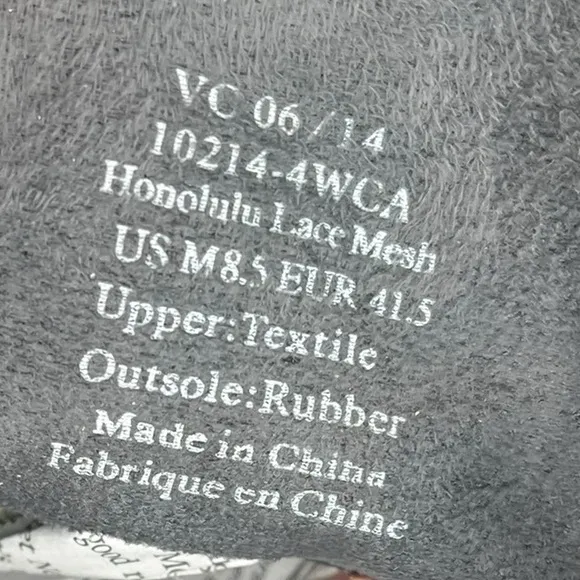 VC 06 / 14
10214-4WCA
Honolulu Lace Mesh
US M8.5 EUR 41.5
Upper:Textile
Outsole:Rubber
Made in China
Fabrique en Chine
good